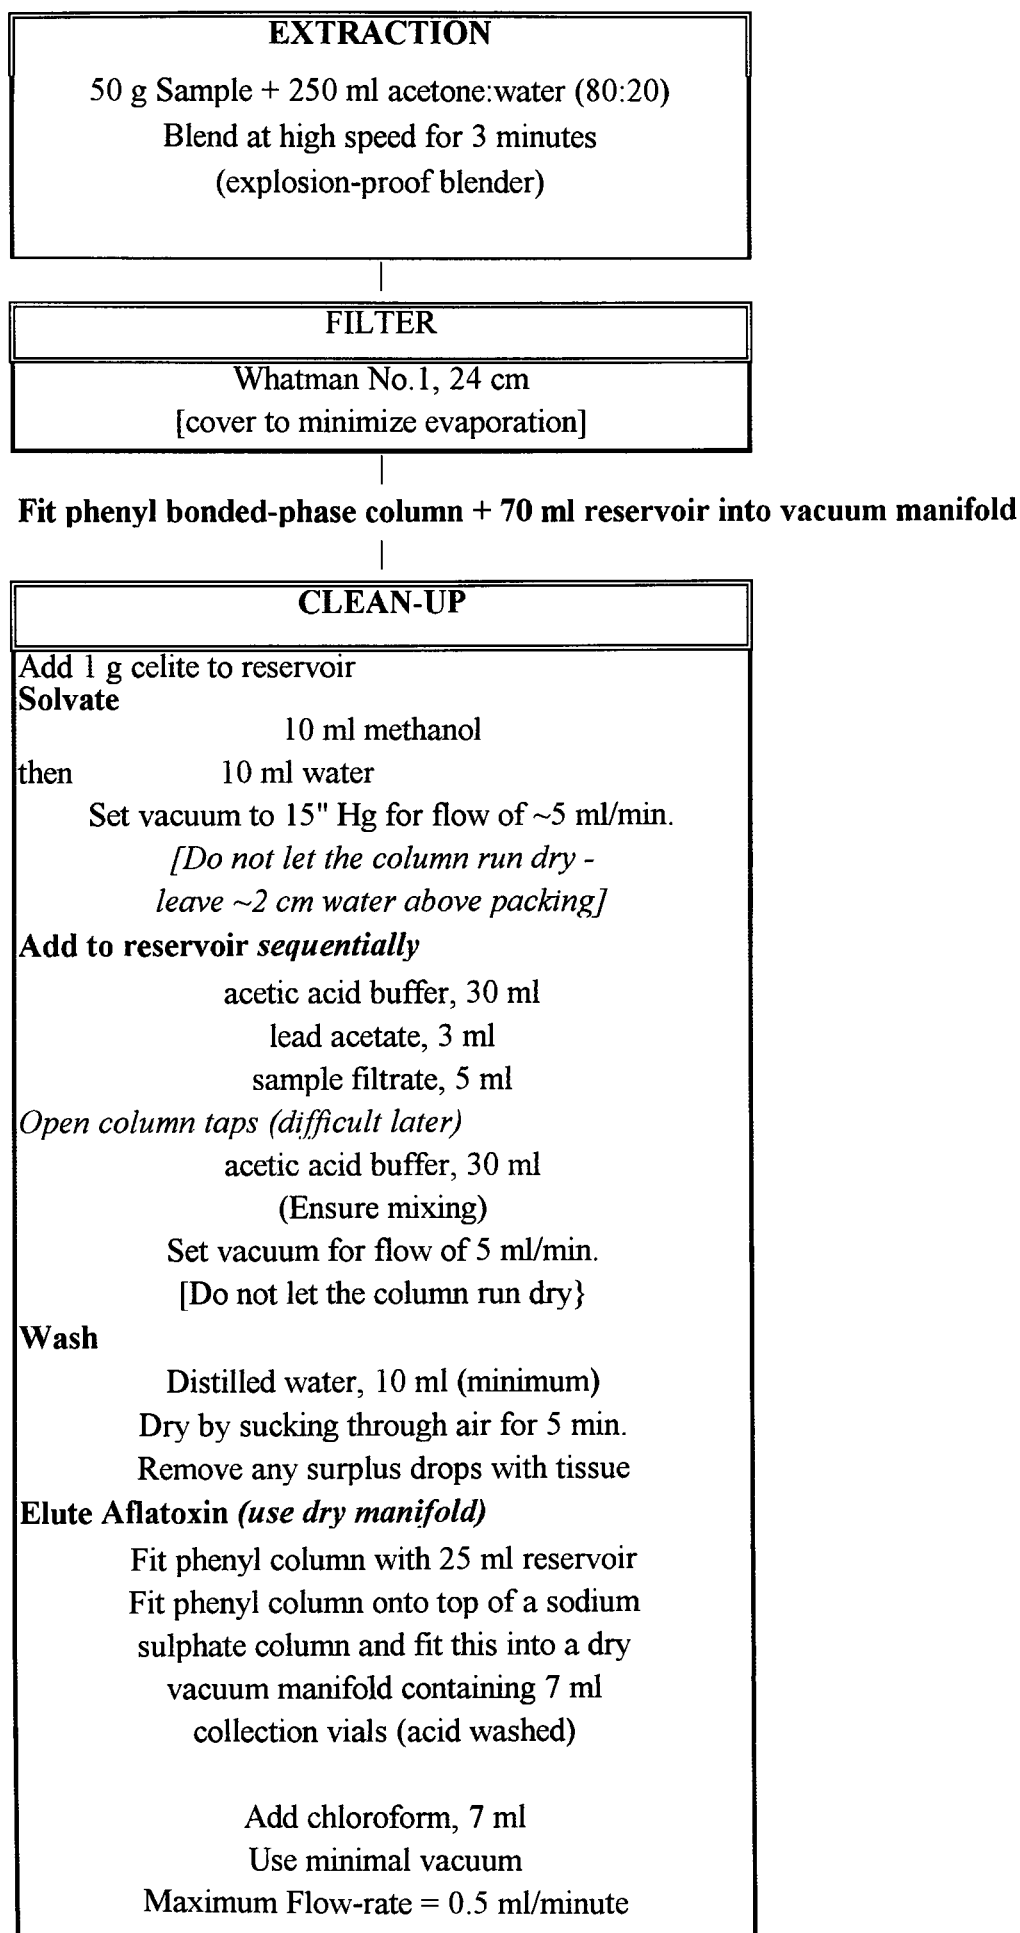 EXTRACTION
50 g Sample + 250 ml acetone:water (80:20)
Blend at high speed for 3 minutes
(explosion-proof blender)
FILTER
Whatman No.1, 24 cm
[cover to minimize evaporation]
Fit phenyl bonded-phase column + 70 ml reservoir into vacuum manifold
CLEAN-UP
Add 1 g celite to reservoir
Solvate
10 ml methanol
then 10 ml water
Set vacuum to 15" Hg for flow of ~5 ml/min.
[Do not let the column run dry -
leave ~2 cm water above packing]
Add to reservoir sequentially
acetic acid buffer, 30 ml
lead acetate, 3 ml
sample filtrate, 5 ml
Open column taps (difficult later)
acetic acid buffer, 30 ml
(Ensure mixing)
Set vacuum for flow of 5 ml/min.
[Do not let the column run dry}
Wash
Distilled water, 10 ml (minimum)
Dry by sucking through air for 5 min.
Remove any surplus drops with tissue
Elute Aflatoxin (use dry manifold)
Fit phenyl column with 25 ml reservoir
Fit phenyl column onto top of a sodium
sulphate column and fit this into a dry
vacuum manifold containing 7 ml
collection vials (acid washed)
Add chloroform, 7 ml
Use minimal vacuum
Maximum Flow-rate = 0.5 ml/minute